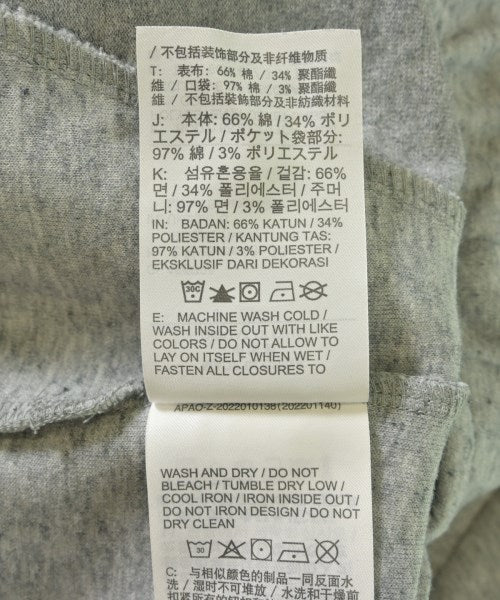 / 不包括装饰部分及非纤维物质
T: 表布: 66% 棉 / 34% 聚酯纖
維 / 口袋: 97% 棉 / 3% 聚酯纖
維 / 不包括裝飾部分及非紡織材料
J: 本体: 66% 綿 / 34% ポリ
エステル / ポケット袋部分:
97% 綿 / 3% ポリエステル
K: 섬유혼용율 / 겉감: 66%
면 / 34% 폴리에스터 / 주머
니: 97% 면 / 3% 폴리에스터
IN: BADAN: 66% KATUN / 34%
POLIESTER / KANTUNG TAS:
97% KATUN / 3% POLIESTER /
EKSKLUSIF DARI DEKORASI
30C
E: MACHINE WASH COLD /
WASH INSIDE OUT WITH LIKE
COLORS / DO NOT ALLOW TO
LAY ON ITSELF WHEN WET /
FASTEN ALL CLOSURES TO
APAO-Z-2022010138(20220114O)
WASH AND DRY / DO NOT
BLEACH / TUMBLE DRY LOW /
COOL IRON / IRON INSIDE OUT /
DO NOT IRON DESIGN / DO NOT
DRY CLEAN
30
C: 与相似颜色的制品一同反面水
洗 / 湿时不可堆放 / 水洗和干燥前